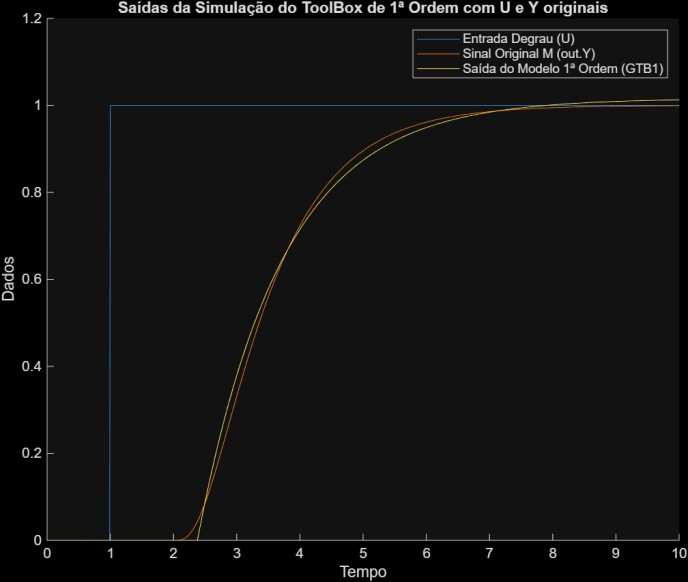 Saídas da Simulação do ToolBox de 1ª Ordem com U e Y originais
Entrada Degrau (U)
Sinal Original M (out.Y)
Saída do Modelo 1ª Ordem (GTB1)
1.2
1
0.8
0.6
0.4
0.2
0
Dados
0 1 2 3 4 5 6 7 8 9 10
Tempo